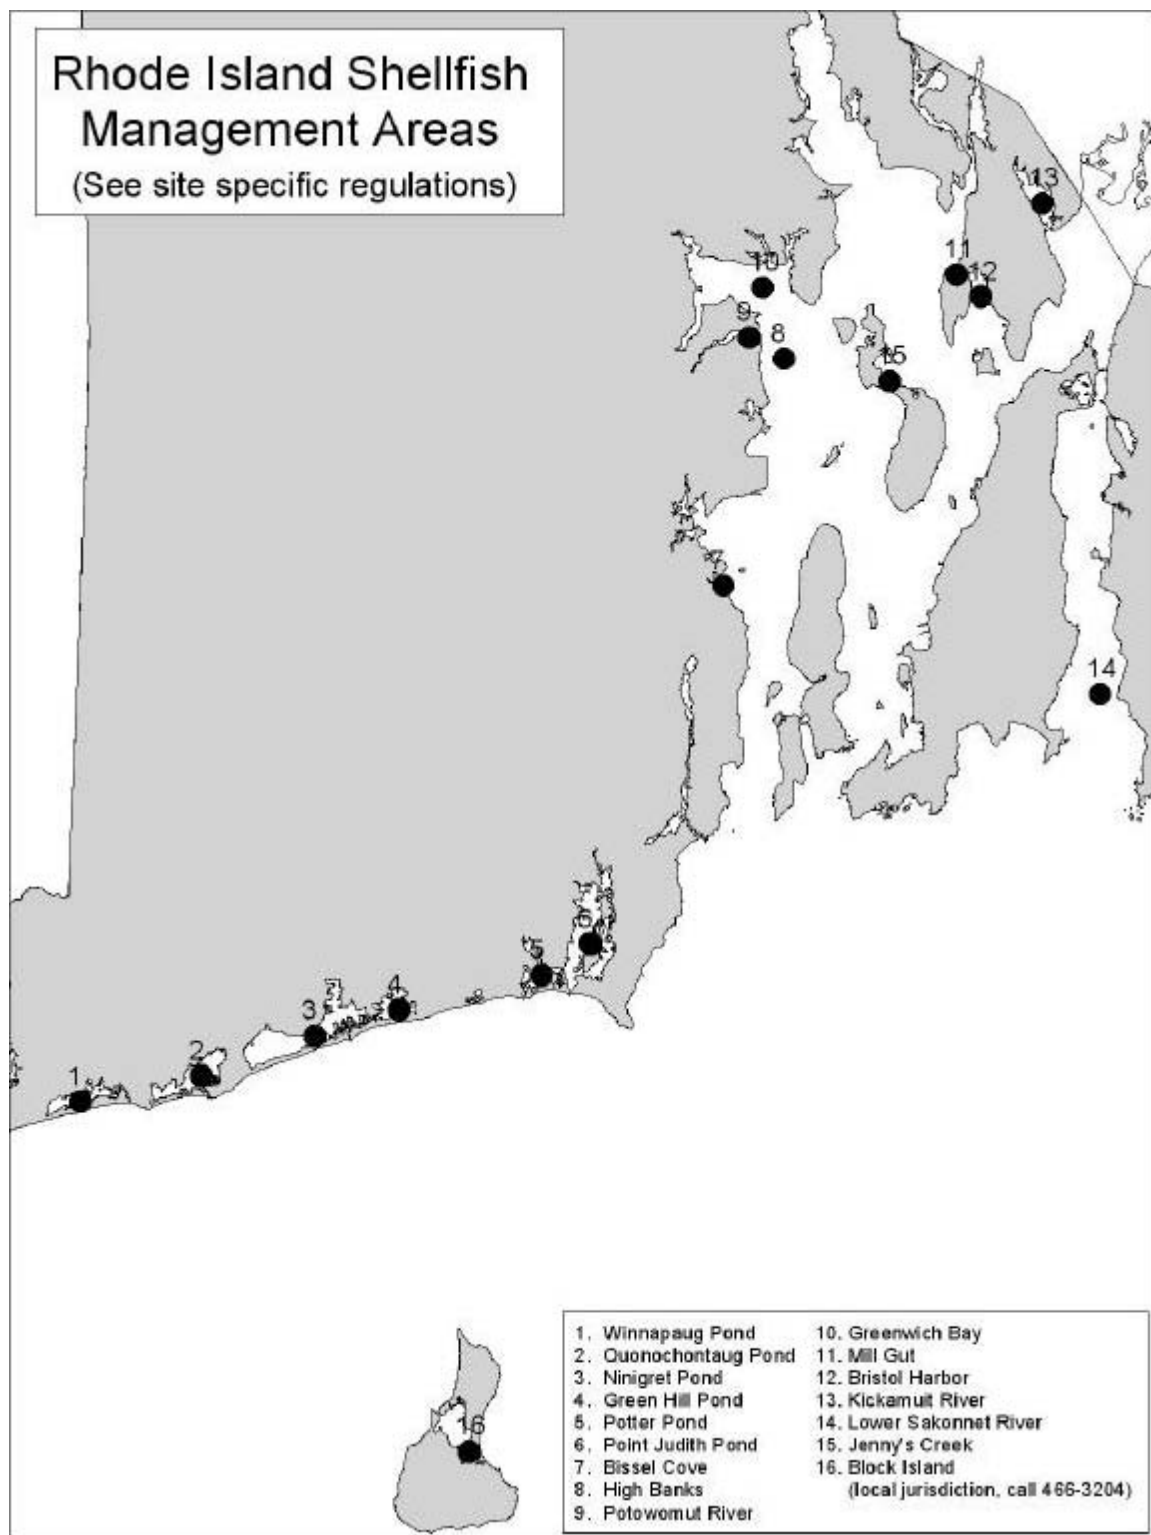 Rhode Island Shellfish
Management Areas
(See site specific regulations)
13
11
10
12
9
8
15
7
14
6
5
4
3
2
1
16
1. Winnapaug Pond
2. Quonochontaug Pond
3. Ninigret Pond
4. Green Hill Pond
5. Potter Pond
6. Point Judith Pond
7. Bissel Cove
8. High Banks
9. Potowomut River
10. Greenwich Bay
11. Mill Gut
12. Bristol Harbor
13. Kickamuit River
14. Lower Sakonnet River
15. Jenny's Creek
16. Block Island
(local jurisdiction, call 466-3204)